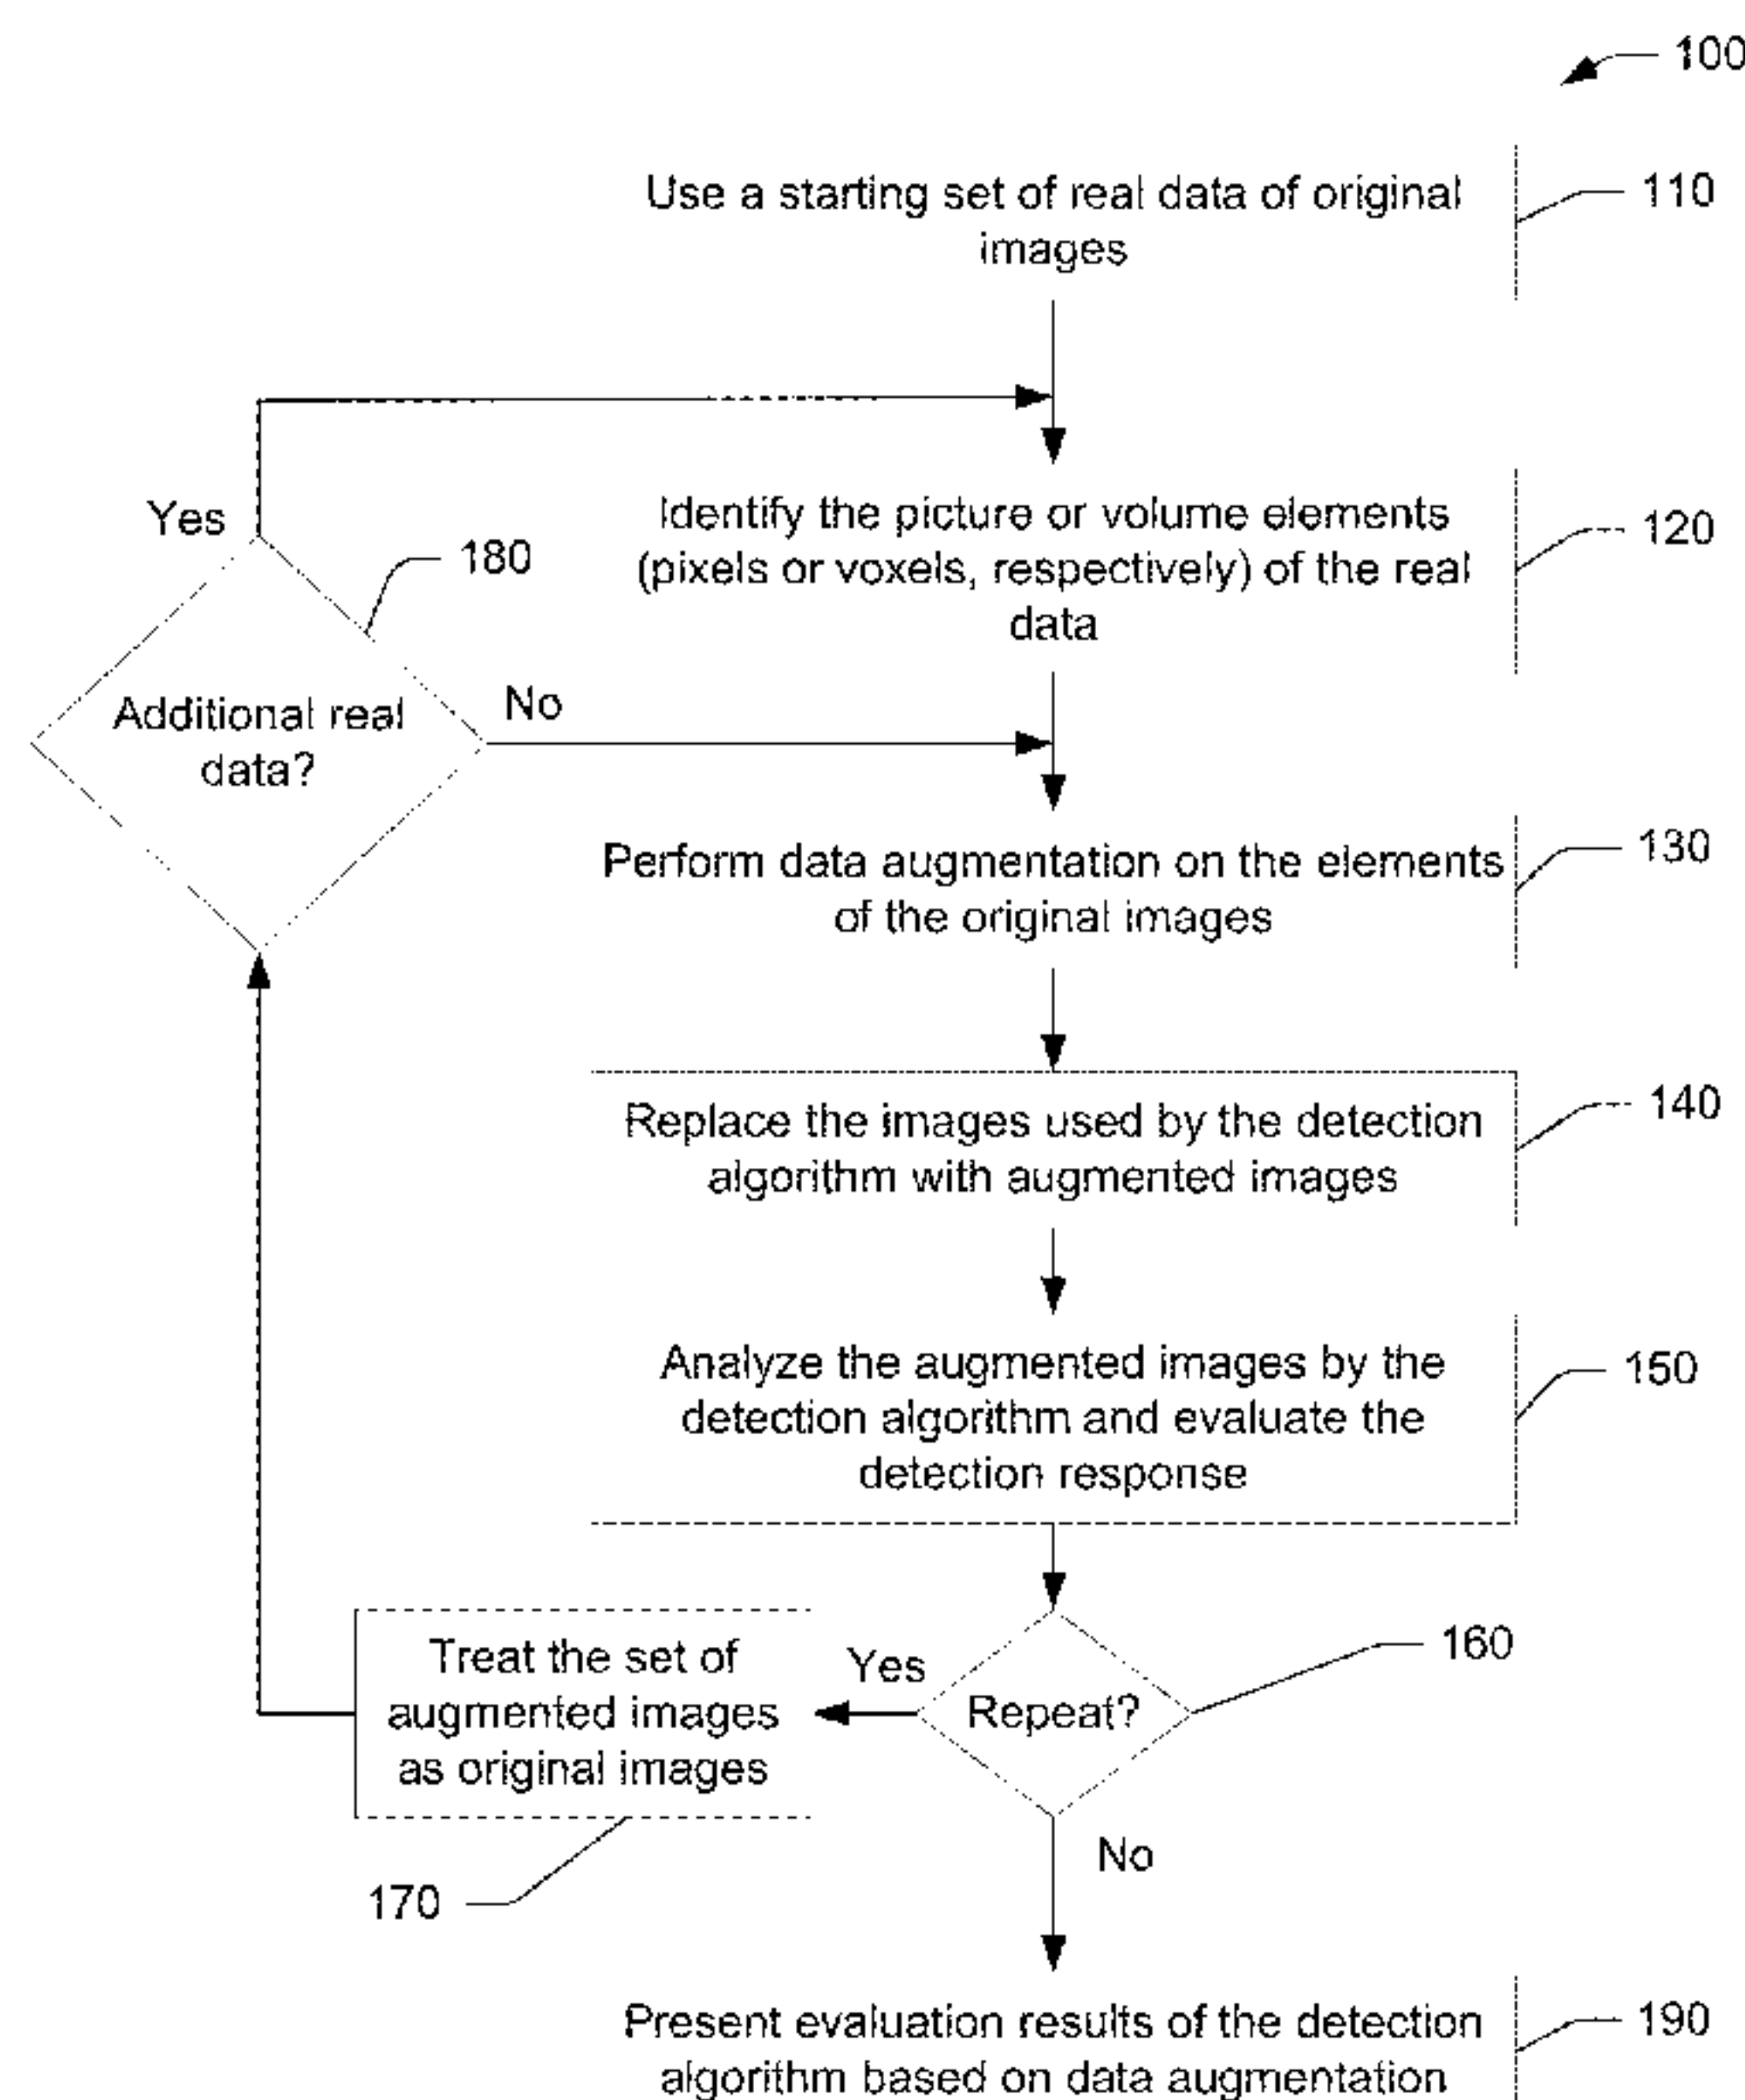 100
Use a starting set of real data of original
images
110
Yes
Identify the picture or volume elements
(pixels or voxels, respectively) of the real
data
120
180
Additional real
data?
No
Perform data augmentation on the elements
of the original images
130
Replace the images used by the detection
algorithm with augmented images
140
Analyze the augmented images by the
detection algorithm and evaluate the
detection response
150
Repeat?
160
Yes
Treat the set of
augmented images
as original images
170
No
Present evaluation results of the detection
algorithm based on data augmentation
190